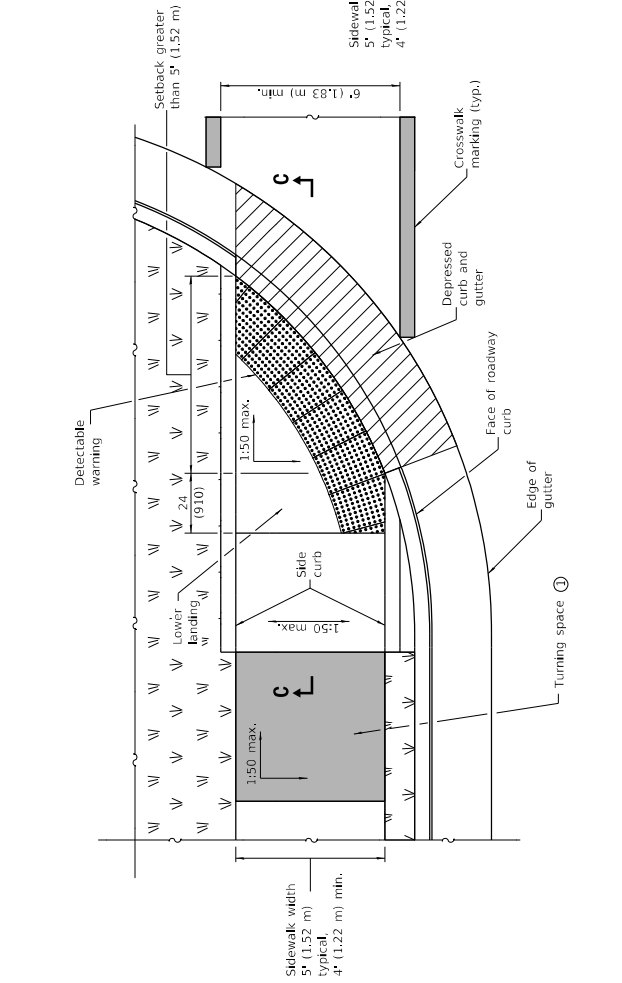 Setback greater
than 5' (1.52 m)
Sidewal
5' (1.52
typical,
4' (1.22
6' (1.83 m) min.
Crosswalk
marking (typ.)
C
Depressed
curb and
gutter
Face of roadway
curb
Edge of
gutter
Detectable
warning
1:50 max.
24
(910)
Lower
landing
Side
curb
1:50 max.
C
Turning space 1
1:50 max.
Sidewalk width
5' (1.52 m)
typical,
4' (1.22 m) min.